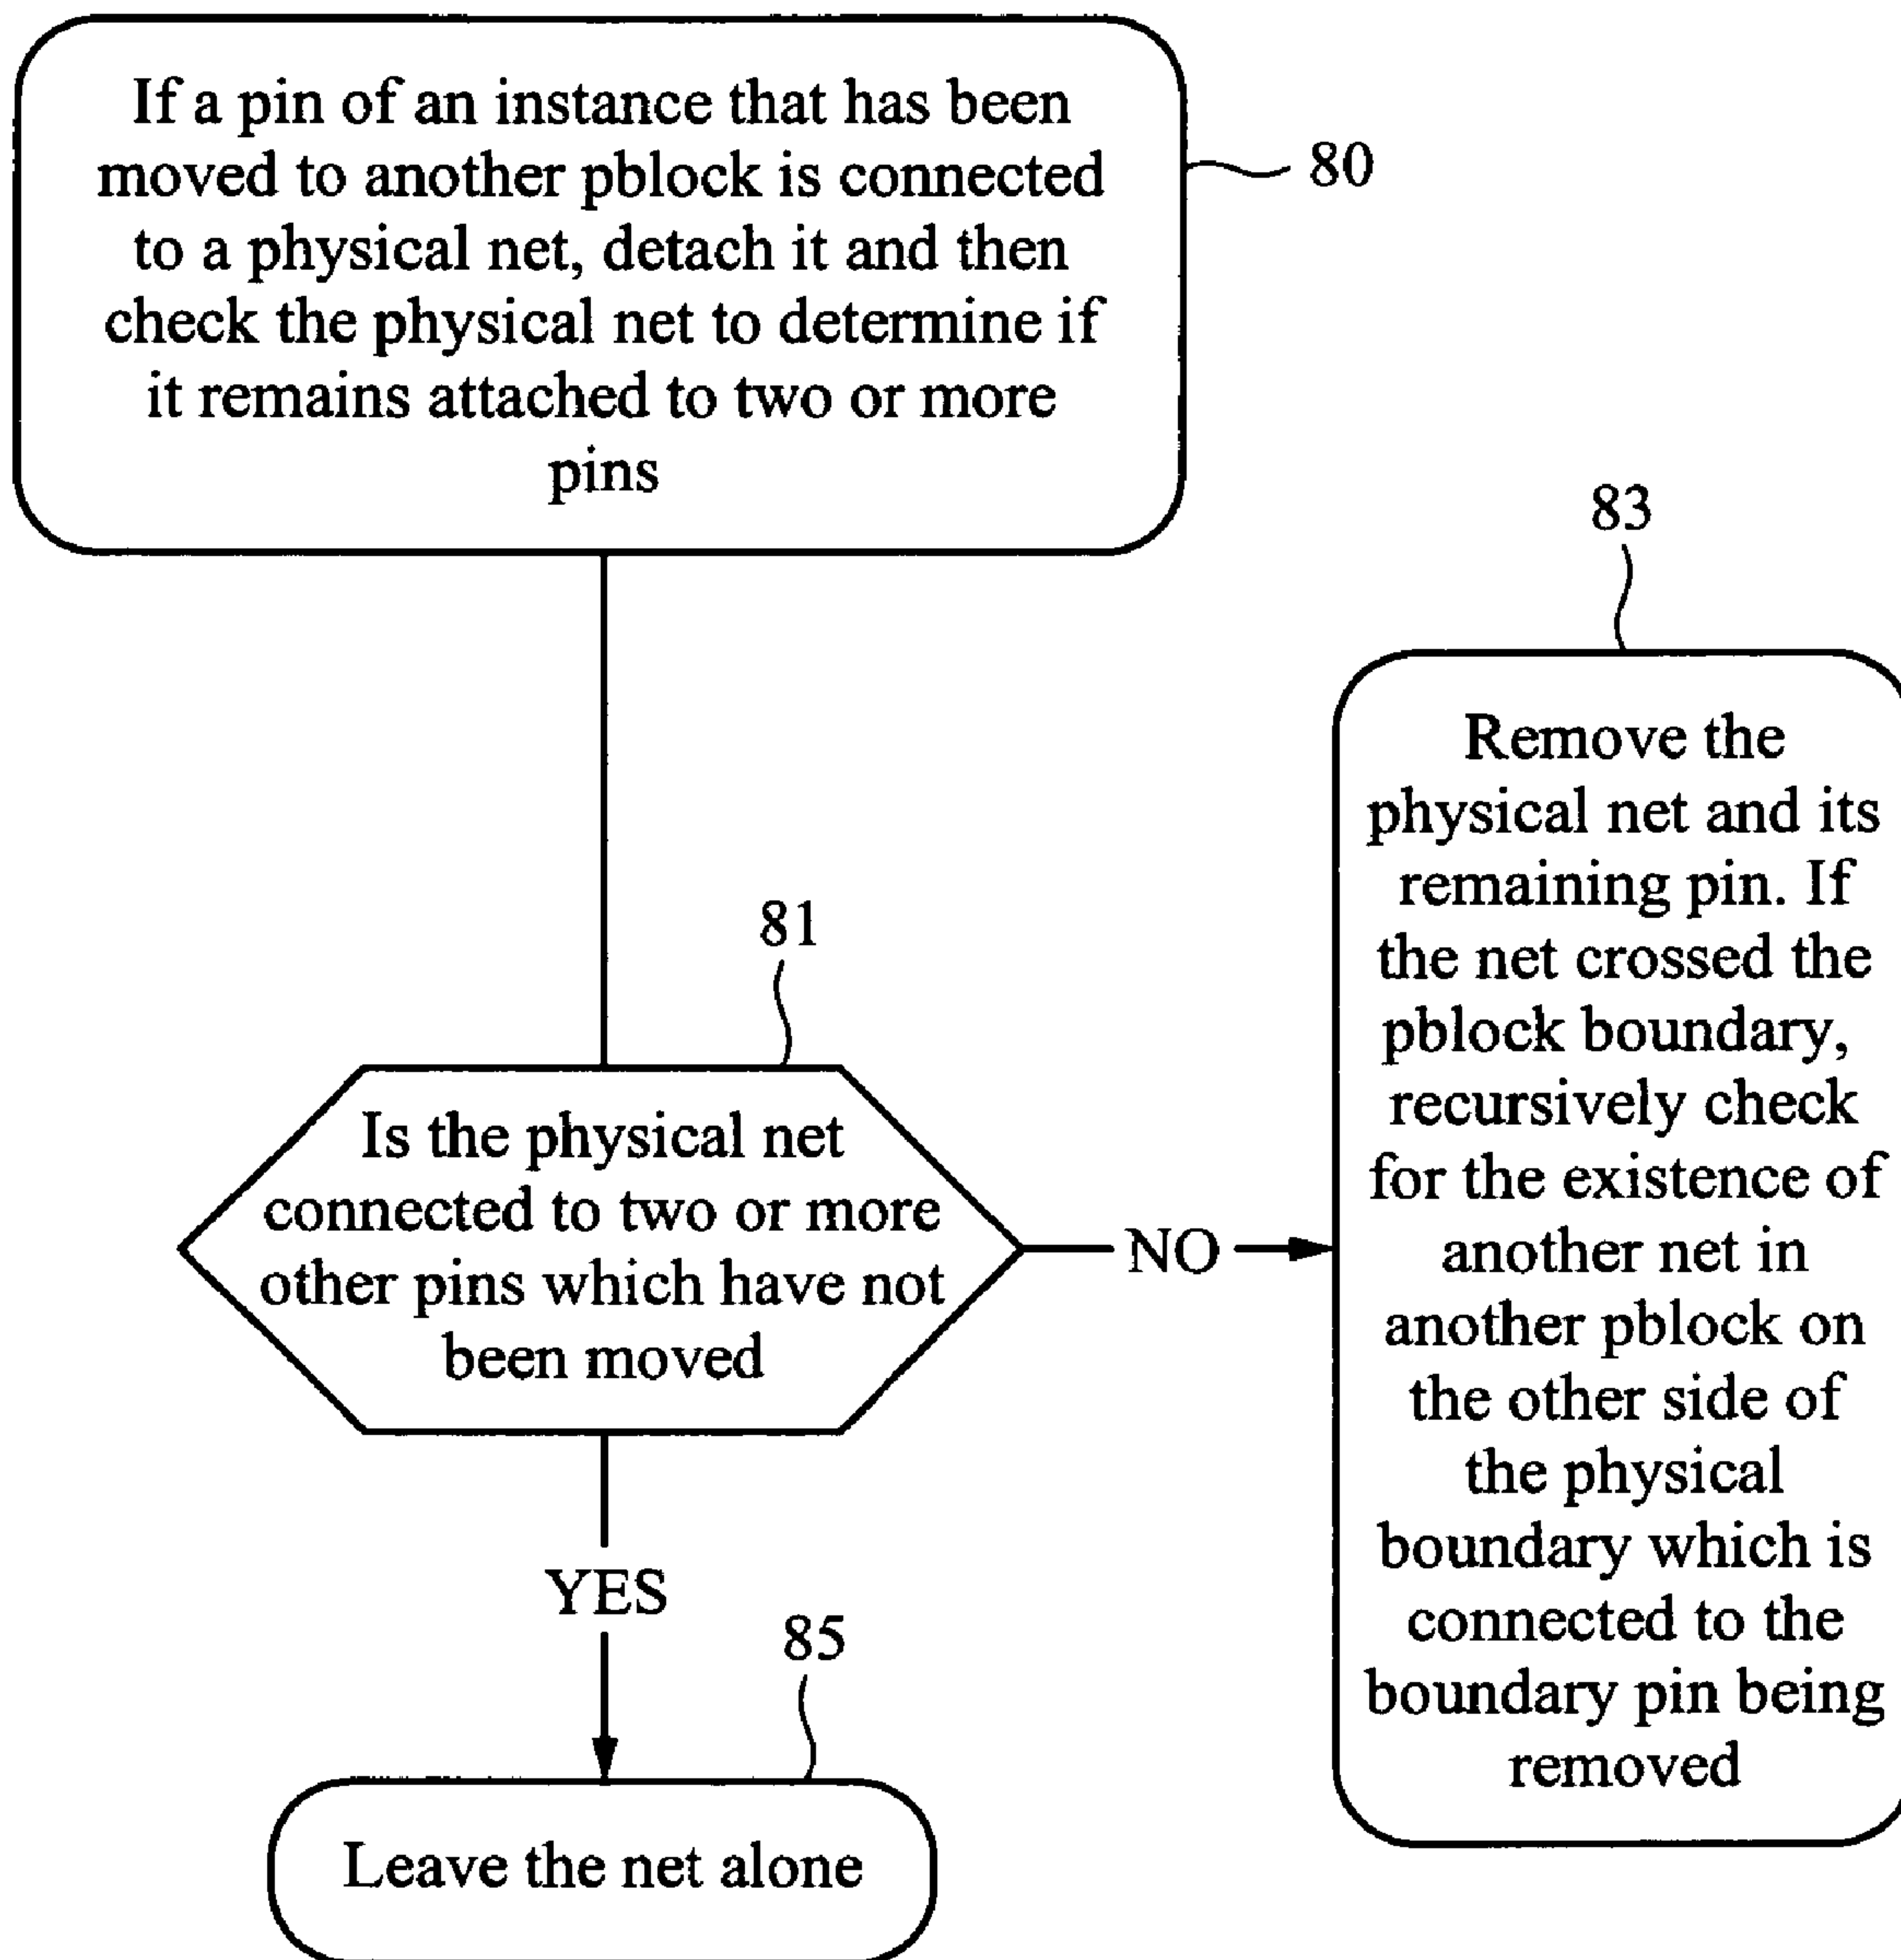 If a pin of an instance that has been
moved to another pblock is connected
to a physical net, detach it and then
check the physical net to determine if
it remains attached to two or more
pins
80
81
Is the physical net
connected to two or more
other pins which have not
been moved
NO
83
Remove the
physical net and its
remaining pin. If
the net crossed the
pblock boundary,
recursively check
for the existence of
another net in
another pblock on
the other side of
the physical
boundary which is
connected to the
boundary pin being
removed
YES
85
Leave the net alone